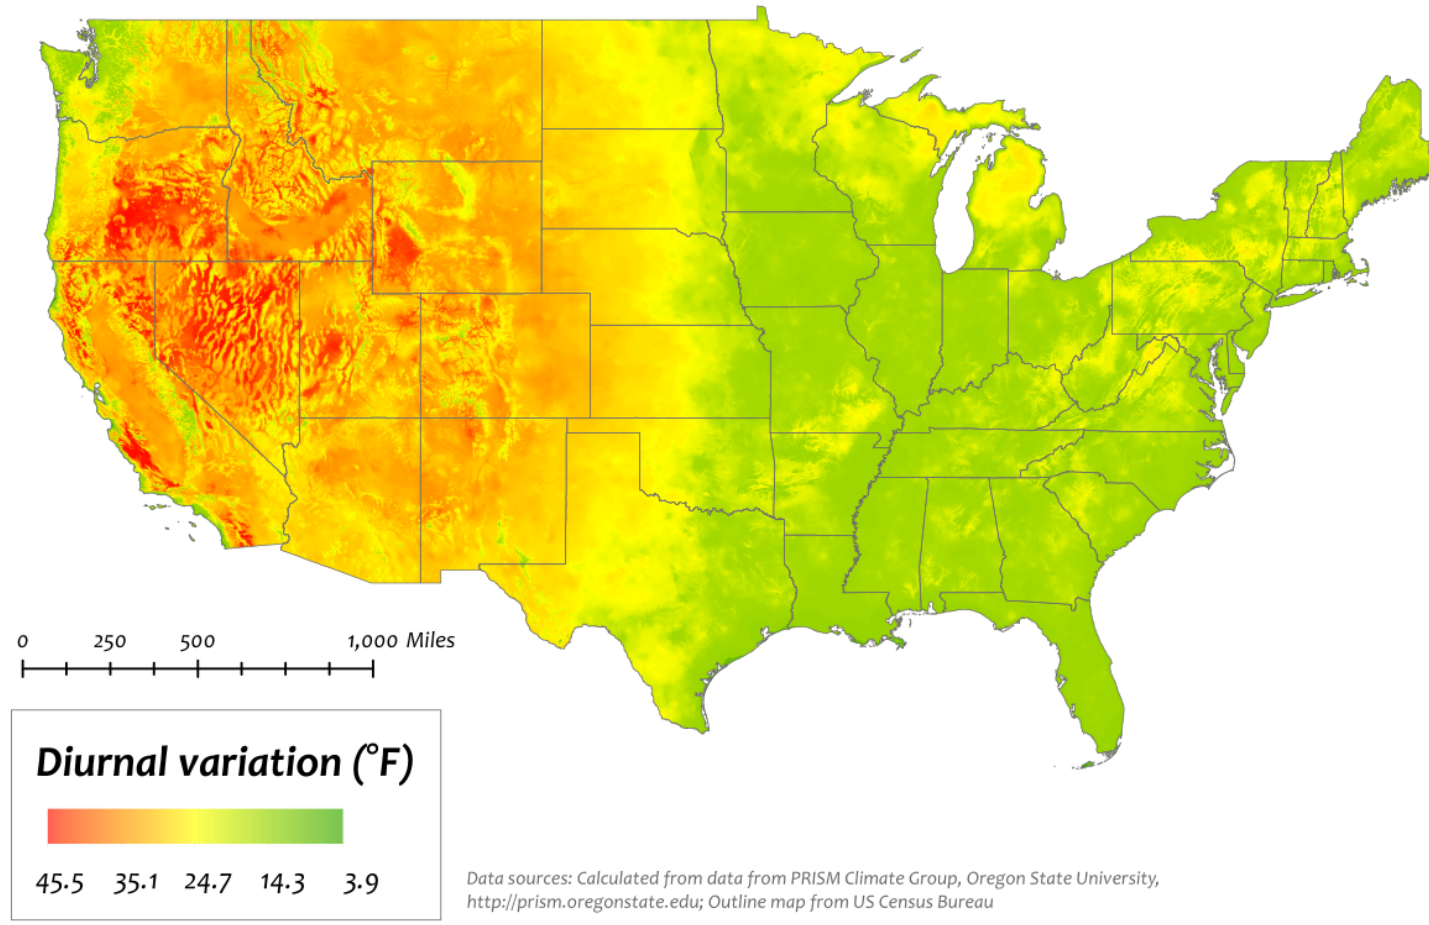 0 250 500 1,000 Miles
Diurnal variation (°F)
45.5 35.1 24.7 14.3 3.9
Data sources: Calculated from data from PRISM Climate Group, Oregon State University,
http://prism.oregonstate.edu; Outline map from US Census Bureau